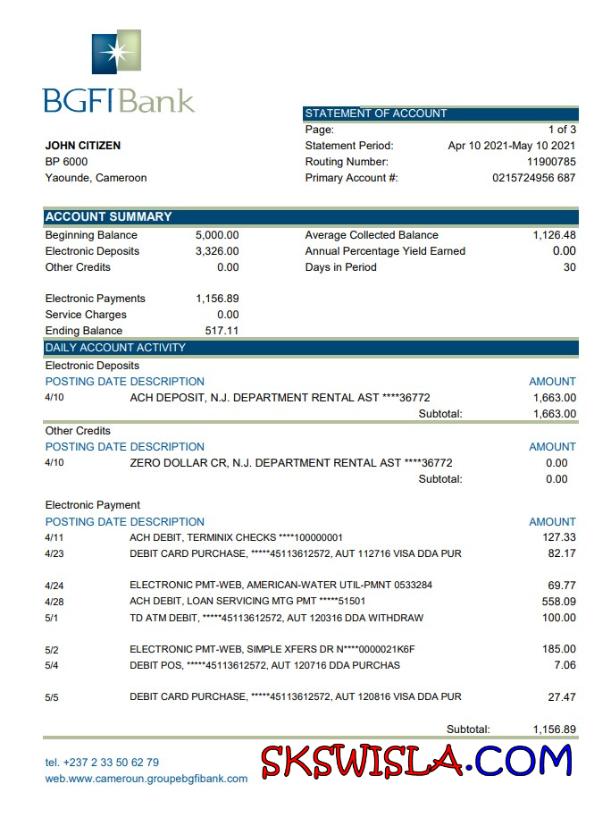 BGFIBank
STATEMENT OF ACCOUNT
Page: 1 of 3
JOHN CITIZEN Statement Period: Apr 10 2021-May 10 2021
BP 6000 Routing Number: 11900785
Yaounde, Cameroon Primary Account #: 0215724956 687
ACCOUNT SUMMARY
Beginning Balance 5,000.00 Average Collected Balance 1,126.48
Electronic Deposits 3,326.00 Annual Percentage Yield Earned 0.00
Other Credits 0.00 Days in Period 30
Electronic Payments 1,156.89
Service Charges 0.00
Ending Balance 517.11
DAILY ACCOUNT ACTIVITY
Electronic Deposits
POSTING DATE DESCRIPTION AMOUNT
4/10 ACH DEPOSIT, N.J. DEPARTMENT RENTAL AST ****36772 1,663.00
Subtotal: 1,663.00
Other Credits
POSTING DATE DESCRIPTION AMOUNT
4/10 ZERO DOLLAR CR, N.J. DEPARTMENT RENTAL AST ****36772 0.00
Subtotal: 0.00
Electronic Payment
POSTING DATE DESCRIPTION AMOUNT
4/11 ACH DEBIT, TERMINIX CHECKS ****100000001 127.33
4/23 DEBIT CARD PURCHASE, *****45113612572, AUT 112716 VISA DDA PUR 82.17
4/24 ELECTRONIC PMT-WEB, AMERICAN-WATER UTIL-PMNT 0533284 69.77
4/28 ACH DEBIT, LOAN SERVICING MTG PMT *****51501 558.09
5/1 TD ATM DEBIT, *****45113612572, AUT 120316 DDA WITHDRAW 100.00
5/2 ELECTRONIC PMT-WEB, SIMPLE XFERS DR N****0000021K6F 185.00
5/4 DEBIT POS, *****45113612572, AUT 120716 DDA PURCHAS 7.06
5/5 DEBIT CARD PURCHASE, *****45113612572, AUT 120816 VISA DDA PUR 27.47
Subtotal: 1,156.89
tel. +237 2 33 50 62 79
web.www.cameroun.groupebgfibank.com
SKSWISLA.COM